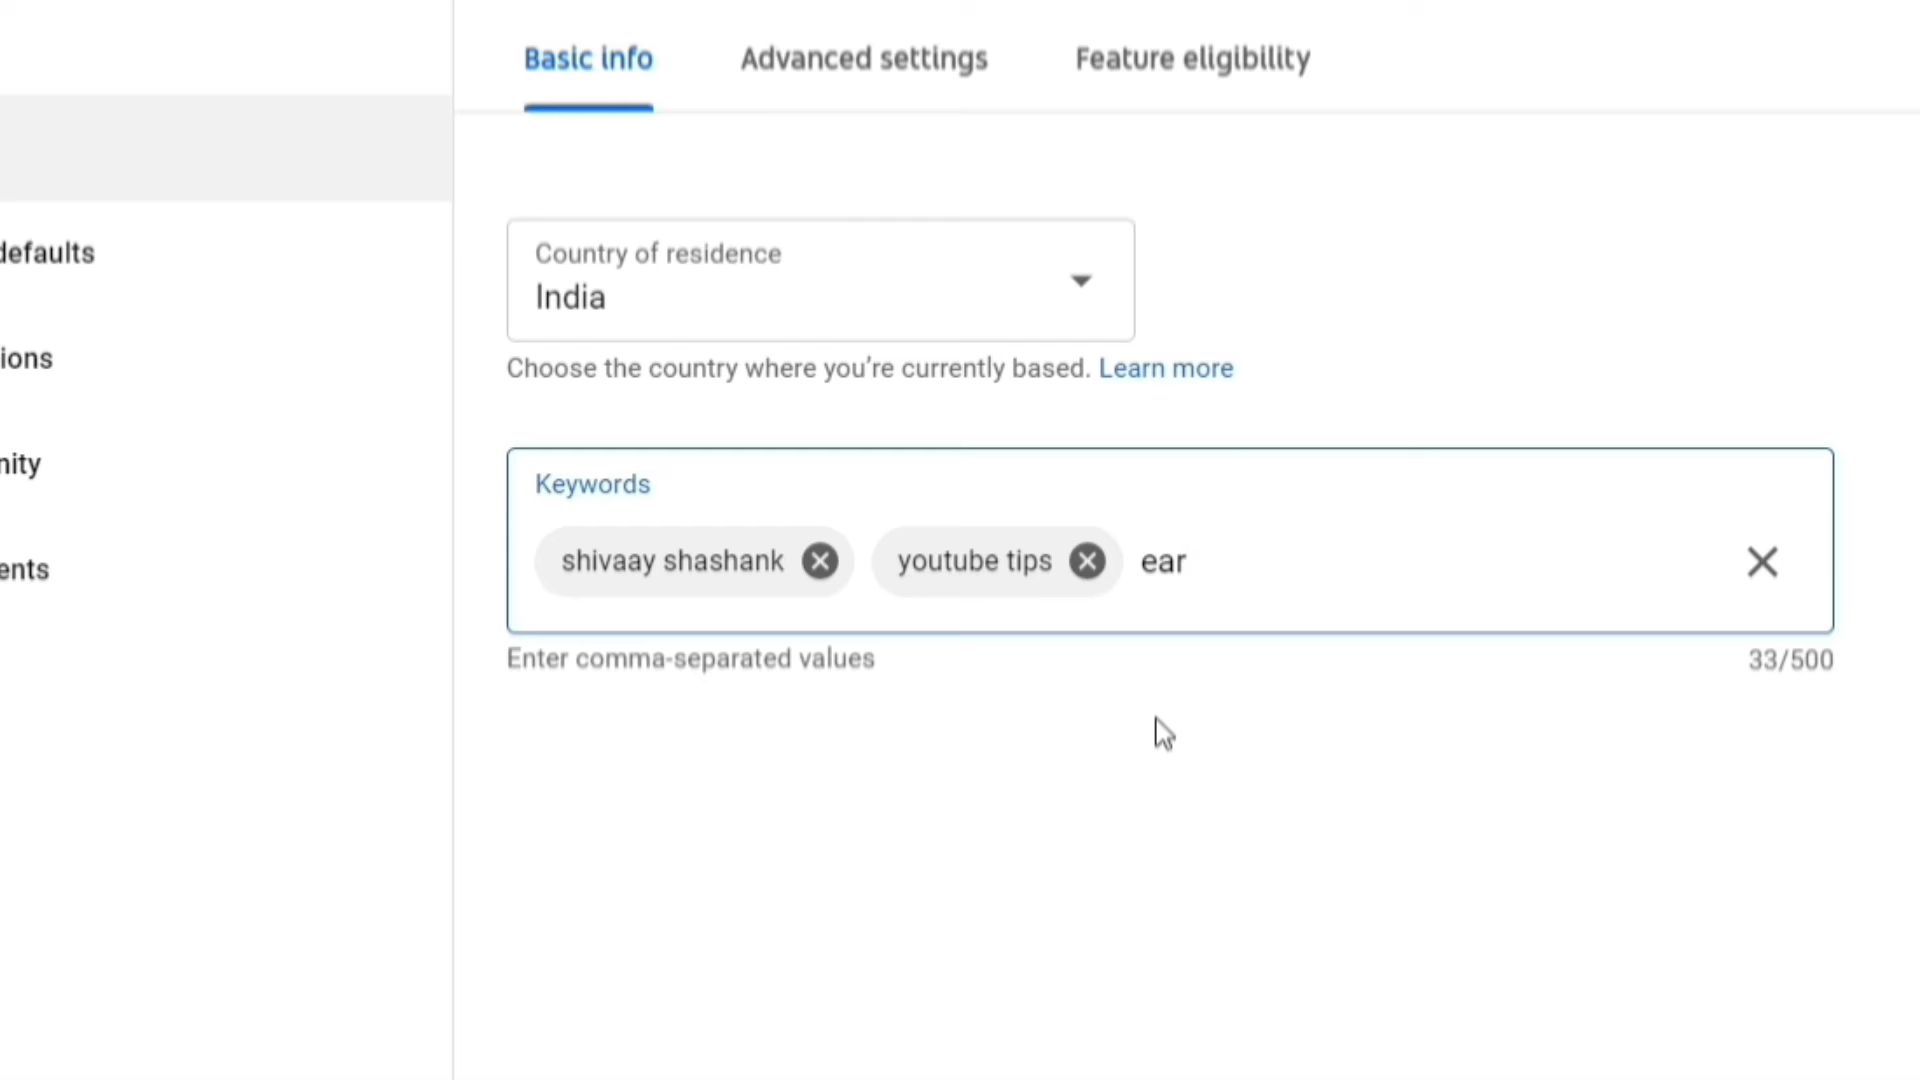 Basic info Advanced settings Feature eligibility
defaults
Country of residence
India
ions
Choose the country where you're currently based. Learn more
nity
Keywords
shivaay shashank youtube tips ear
ents
Enter comma-separated values 33/500